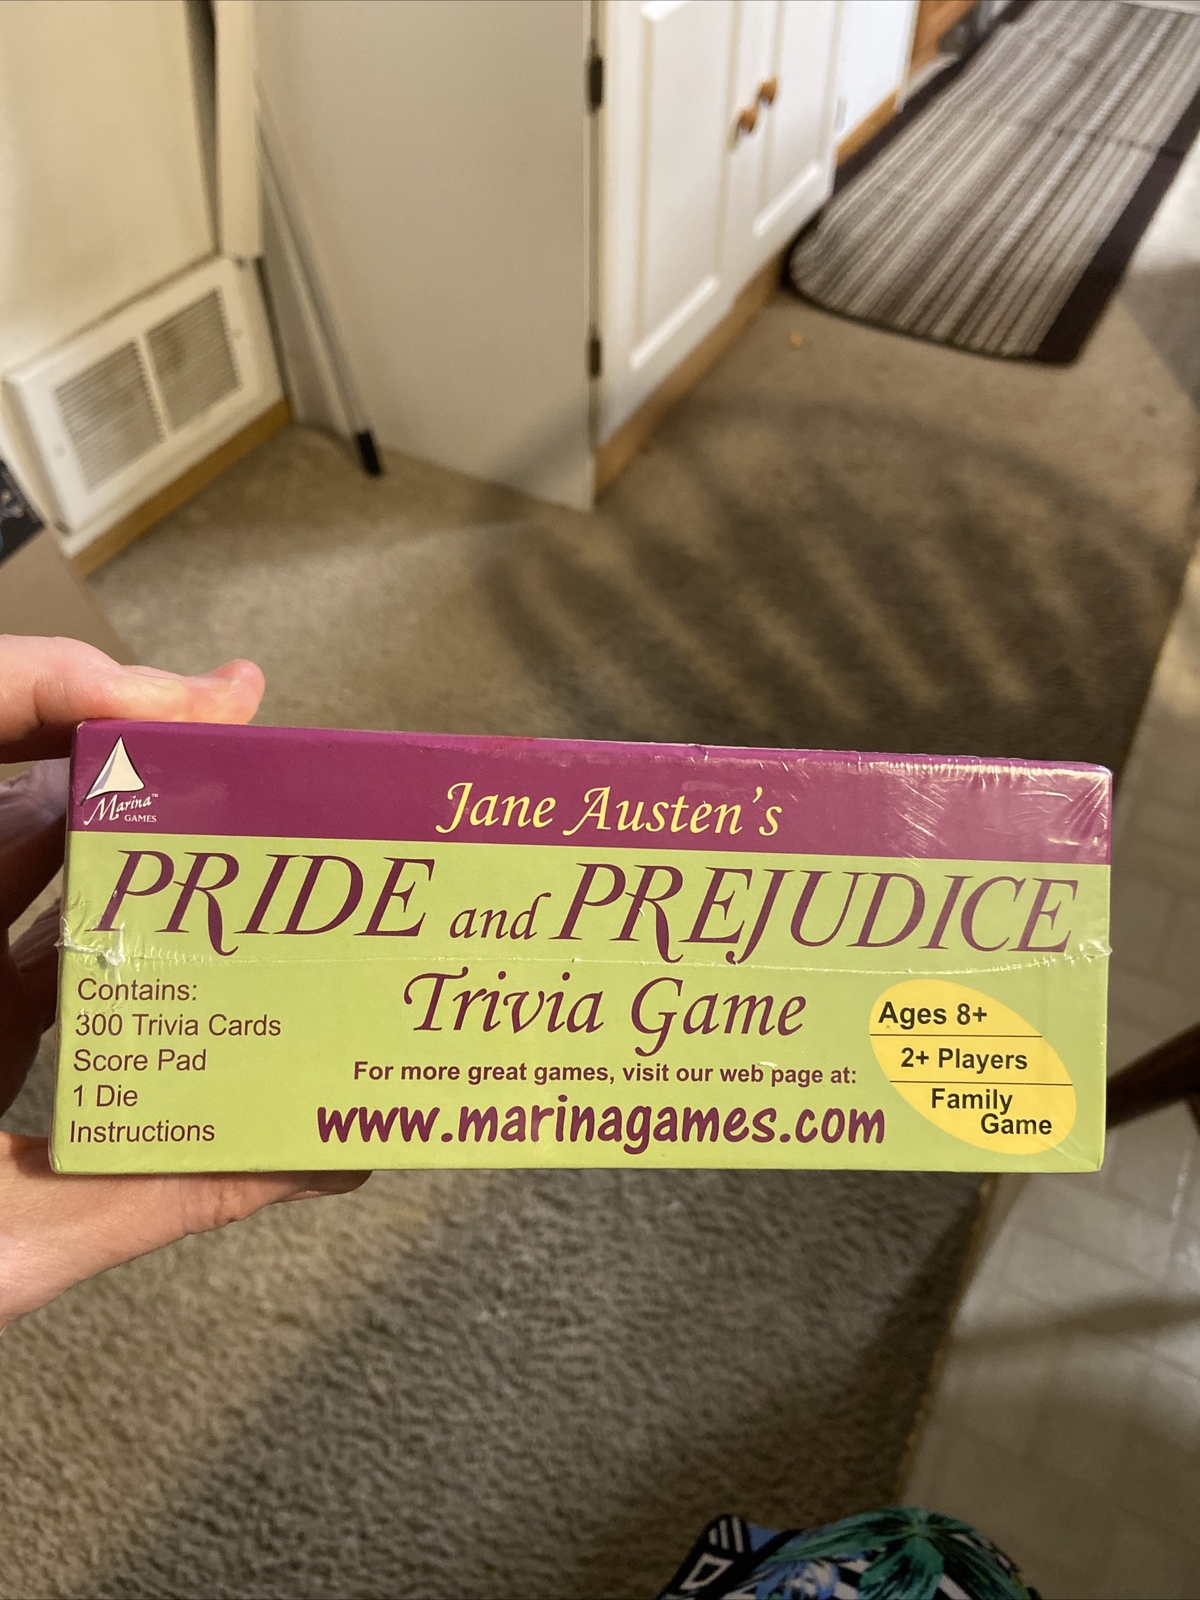 Marina™
GAMES
Jane Austen's
PRIDE and PREJUDICE
Trivia Game
Contains:
300 Trivia Cards
Score Pad
1 Die
Instructions
For more great games, visit our web page at:
www.marinagames.com
Ages 8+
2+ Players
Family
Game